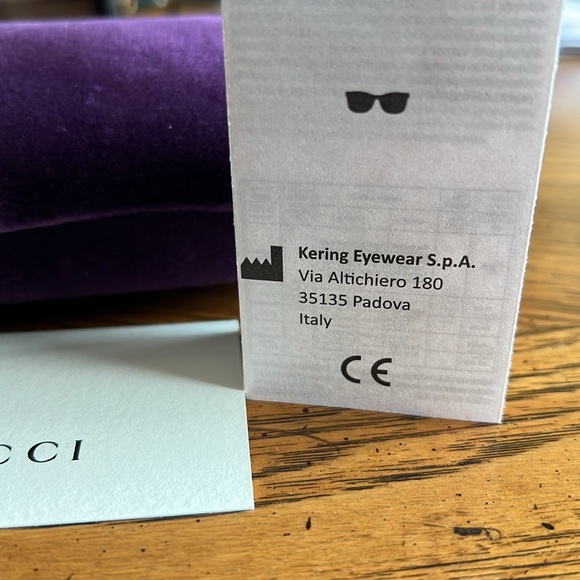 Kering Eyewear S.p.A.
Via Altichiero 180
35135 Padova
Italy
CE
CCI